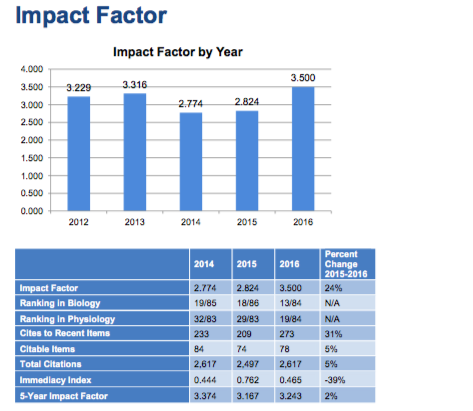 Impact Factor
Impact Factor by Year
4.000
3.500
3.000
2.500
2.000
1.500
1.000
0.500
0.000
3.229
3.316
2.774
2.824
3.500
2012 2013 2014 2015 2016
2014 2015 2016 Percent Change 2015-2016
Impact Factor 2.774 2.824 3.500 24%
Ranking in Biology 19/85 18/86 13/84 N/A
Ranking in Physiology 32/83 29/83 19/84 N/A
Cites to Recent Items 233 209 273 31%
Citable Items 84 74 78 5%
Total Citations 2,617 2,497 2,617 5%
Immediacy Index 0.444 0.762 0.465 -39%
5-Year Impact Factor 3.374 3.167 3.243 2%